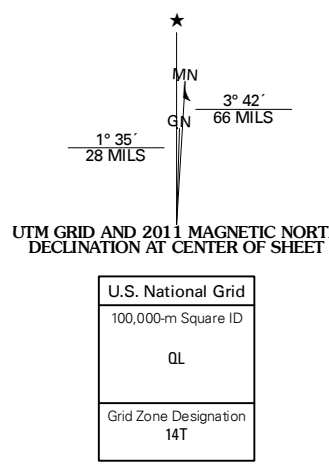 ★
MN
3° 42´
66 MILS
GN
1° 35´
28 MILS
UTM GRID AND 2011 MAGNETIC NORT
DECLINATION AT CENTER OF SHEET
U.S. National Grid
100,000-m Square ID
QL
Grid Zone Designation
14T